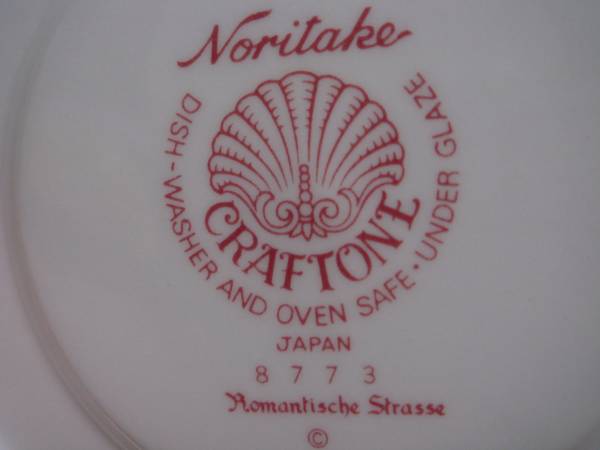 Noritake
CRAFTONE
DISH-WASHER AND OVEN SAFE·UNDER GLAZE
JAPAN
8773
Romantische Strasse
©